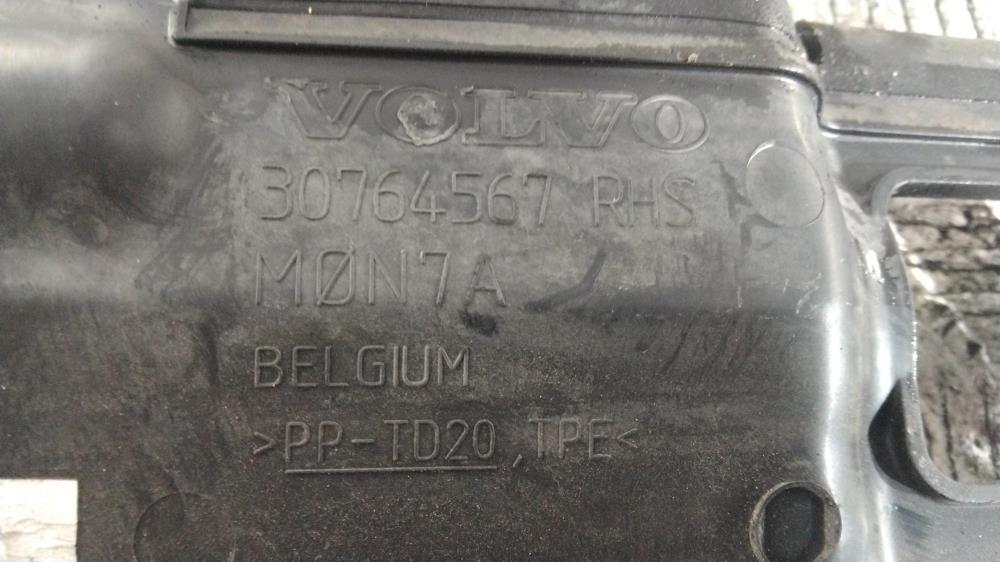 VOLVO
30764567 RHS
MØN7A
BELGIUM
>PP-TD20,TPE<